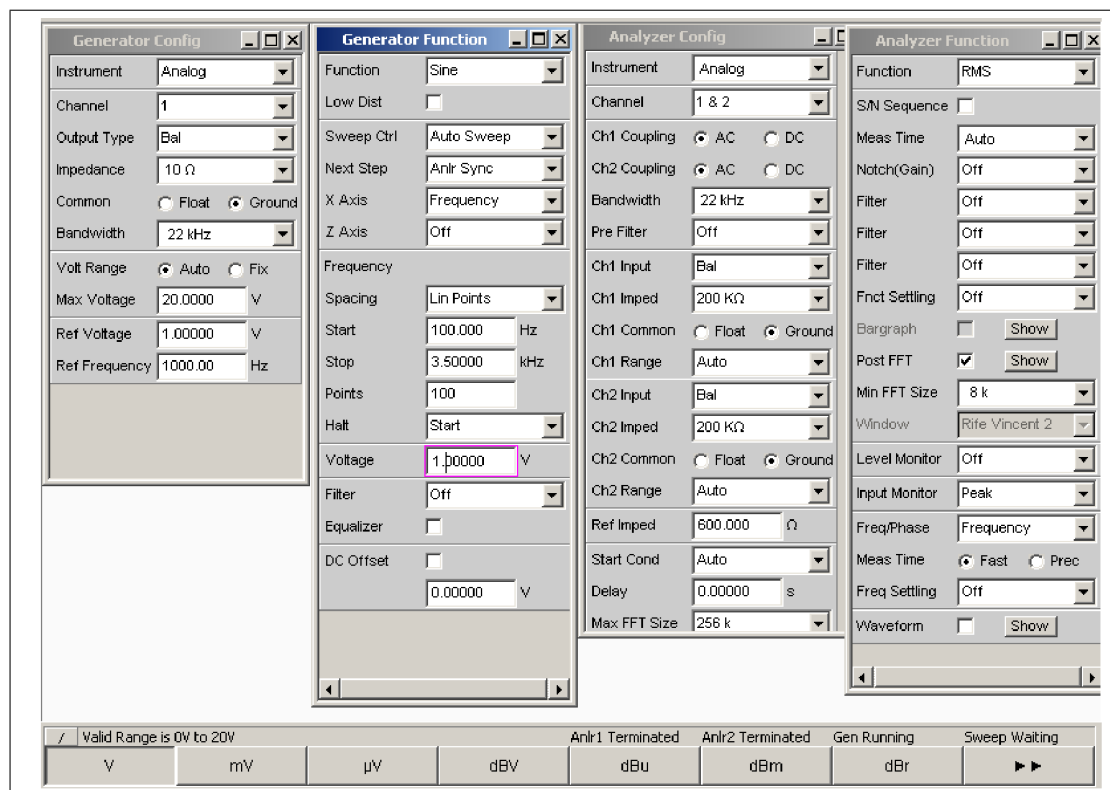 Generator Config
Instrument Analog
Channel 1
Output Type Bal
Impedance 10 Ω
Common Float Ground
Bandwidth 22 kHz
Volt Range Auto Fix
Max Voltage 20.0000 V
Ref Voltage 1.00000 V
Ref Frequency 1000.00 Hz
Generator Function
Function Sine
Low Dist
Sweep Ctrl Auto Sweep
Next Step Anlr Sync
X Axis Frequency
Z Axis Off
Frequency
Spacing Lin Points
Start 100.000 Hz
Stop 3.50000 kHz
Points 100
Halt Start
Voltage 1.00000 V
Filter Off
Equalizer
DC Offset
0.00000 V
Analyzer Config
Instrument Analog
Channel 1 & 2
Ch1 Coupling AC DC
Ch2 Coupling AC DC
Bandwidth 22 kHz
Pre Filter Off
Ch1 Input Bal
Ch1 Imped 200 KΩ
Ch1 Common Float Ground
Ch1 Range Auto
Ch2 Input Bal
Ch2 Imped 200 KΩ
Ch2 Common Float Ground
Ch2 Range Auto
Ref Imped 600.000 Ω
Start Cond Auto
Delay 0.00000 s
Max FFT Size 256 k
Analyzer Function
Function RMS
S/N Sequence
Meas Time Auto
Notch(Gain) Off
Filter Off
Filter Off
Filter Off
Fnct Settling Off
Bargraph Show
Post FFT Show
Min FFT Size 8 k
Window Rife Vincent 2
Level Monitor Off
Input Monitor Peak
Freq/Phase Frequency
Meas Time Fast Prec
Freq Settling Off
Waveform Show
/ Valid Range is 0V to 20V Anlr1 Terminated Anlr2 Terminated Gen Running Sweep Waiting
V mV µV dBV dBu dBm dBr